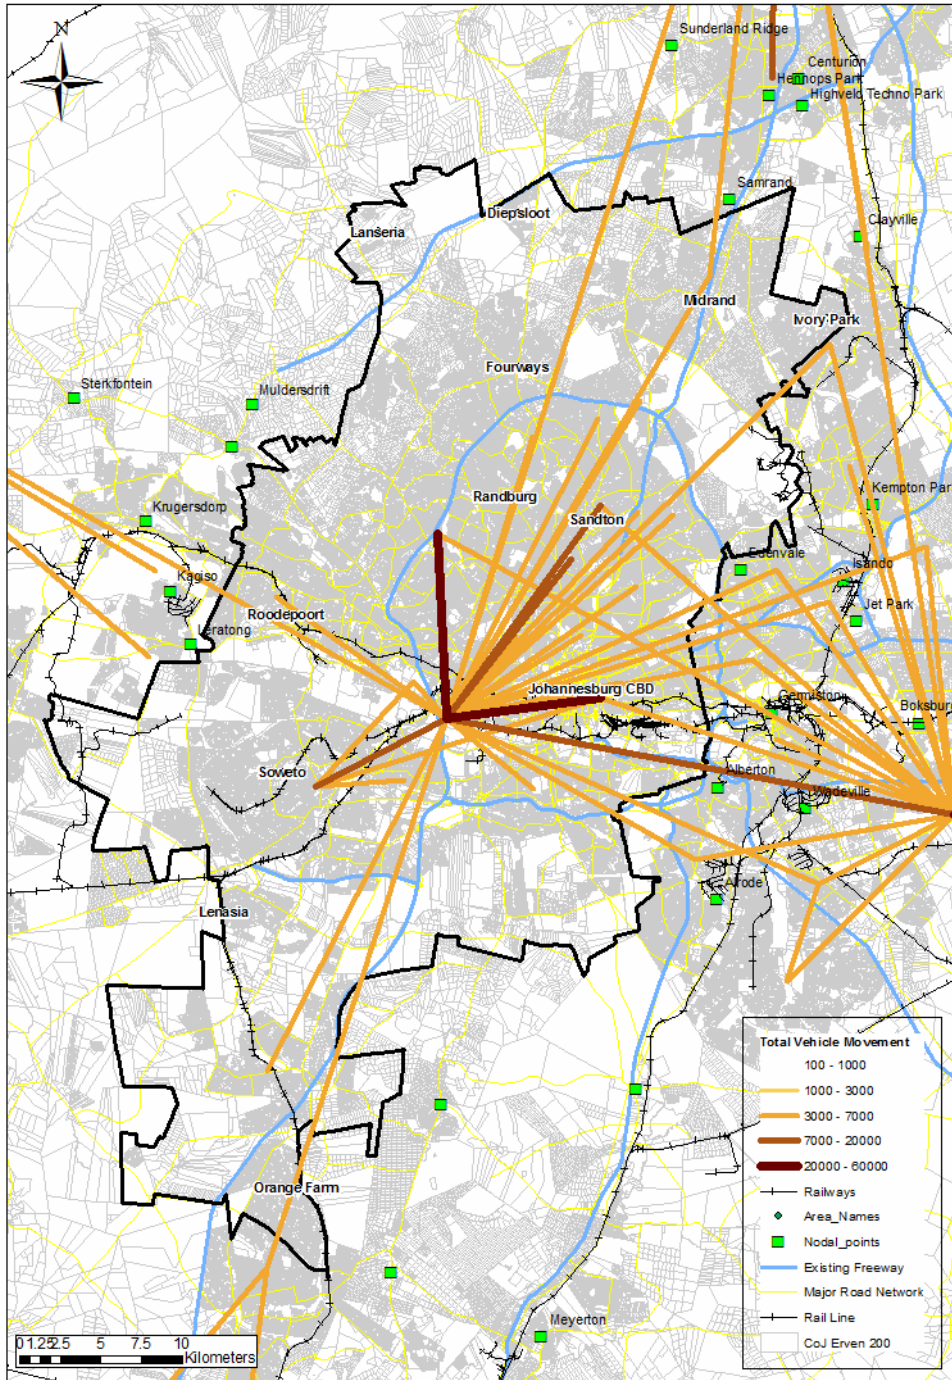 N
Sunderland Ridge
Centurion
Hennops Park
Highveld Techno Park
Samrand
Diepsloot
Lanseria
Clayville
Midrand
Ivory Park
Fourways
Sterkfontein
Muldersdrift
Randburg
Kempton Par
Krugersdorp
Sandton
Edenvale
Isando
Kagiso
Jet Park
Roodepoort
Leratong
Johannesburg CBD
Germiston
Boksburg
Soweto
Alberton
Wadeville
Alrode
Lenasia
Orange Farm
Meyerton
Total Vehicle Movement
100 - 1000
1000 - 3000
3000 - 7000
7000 - 20000
20000 - 60000
Railways
Area_Names
Nodal_points
Existing Freeway
Major Road Network
Rail Line
CoJ Erven 200
0 1.25 2.5 5 7.5 10
Kilometers